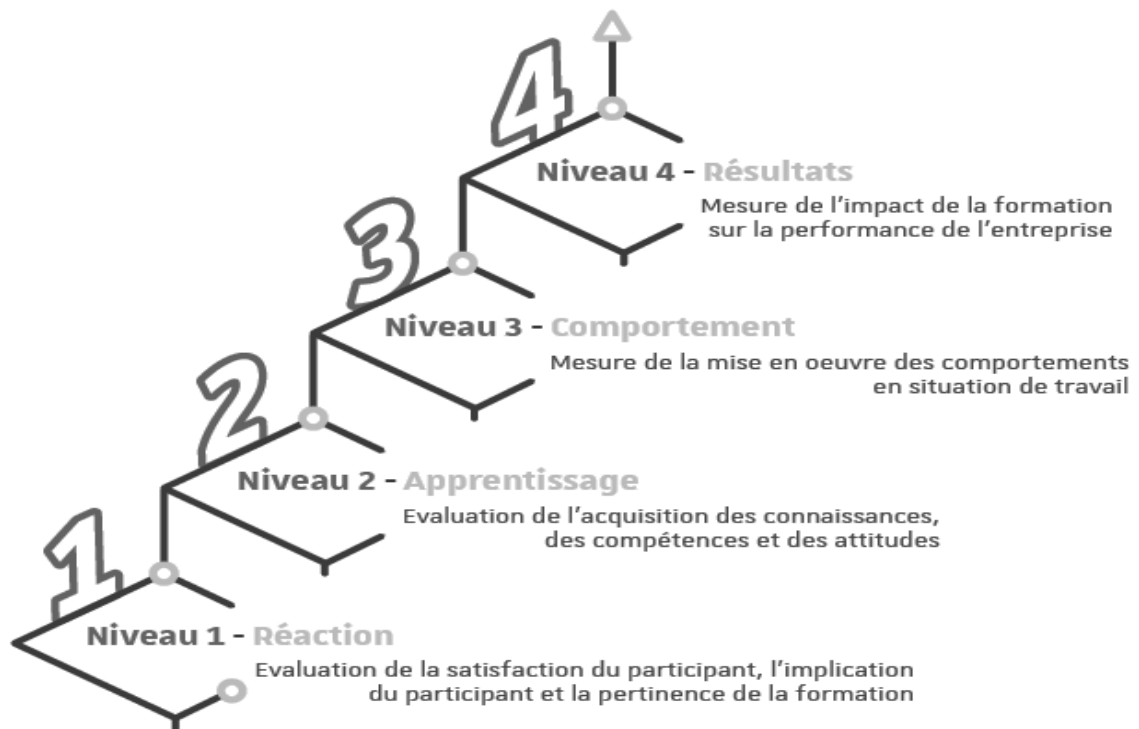 4
Niveau 4 - Résultats
Mesure de l'impact de la formation
sur la performance de l'entreprise
3
Niveau 3 - Comportement
Mesure de la mise en oeuvre des comportements
en situation de travail
2
Niveau 2 - Apprentissage
Evaluation de l'acquisition des connaissances,
des compétences et des attitudes
1
Niveau 1 - Réaction
Evaluation de la satisfaction du participant, l'implication
du participant et la pertinence de la formation